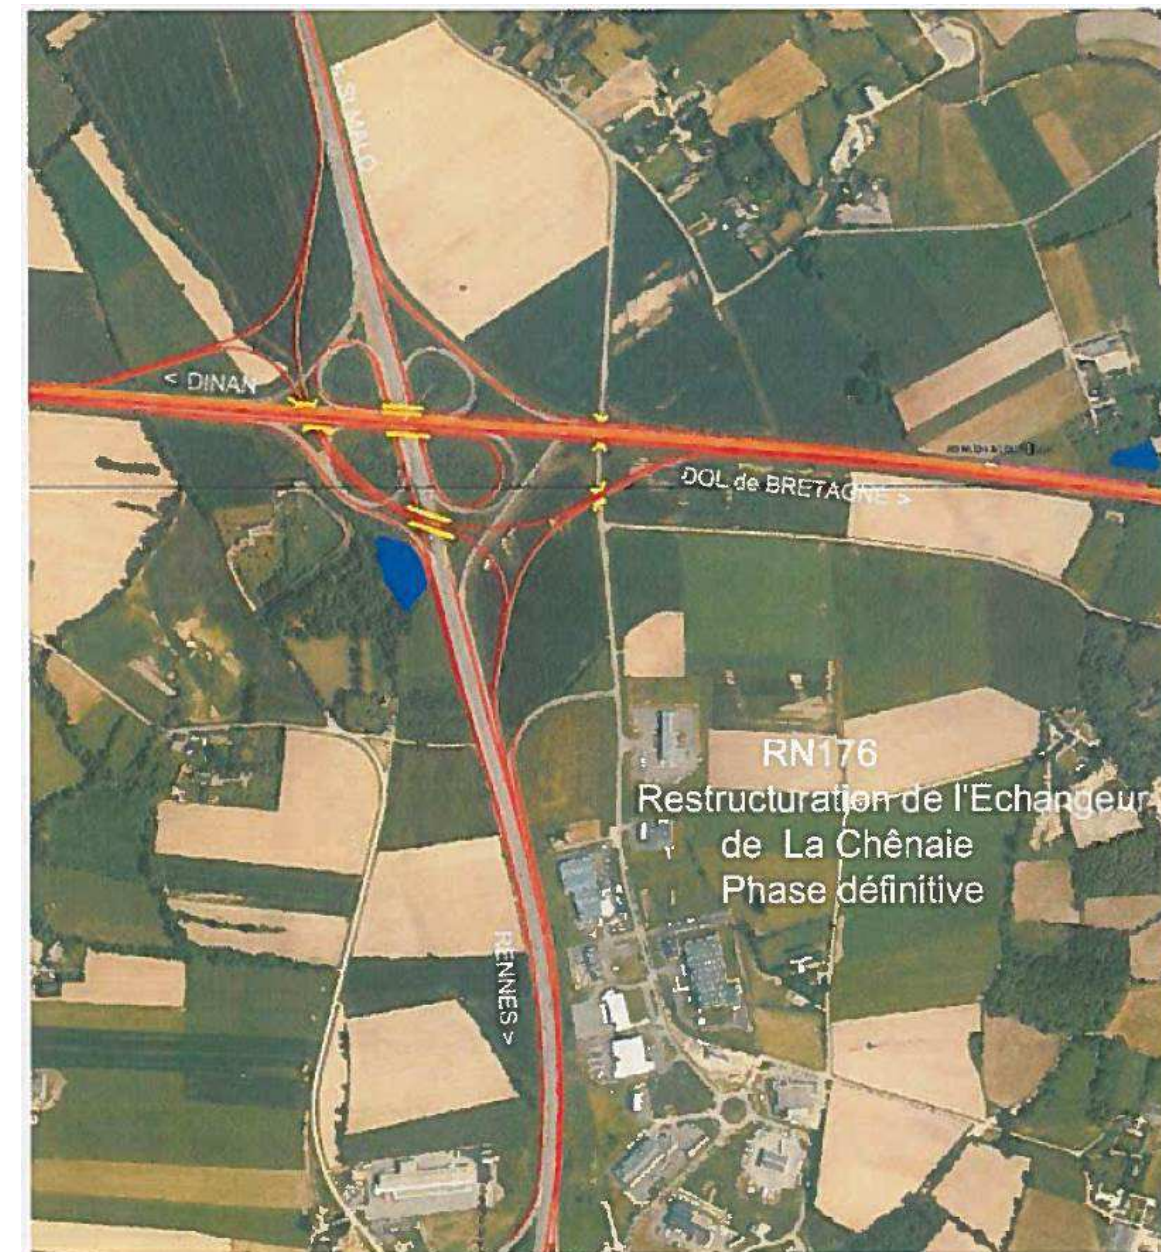 < ST MALO
< DINAN
DOL de BRETAGNE >
RN176
Restructuration de l'Echangeur
de La Chênaie
Phase définitive
RENNES >